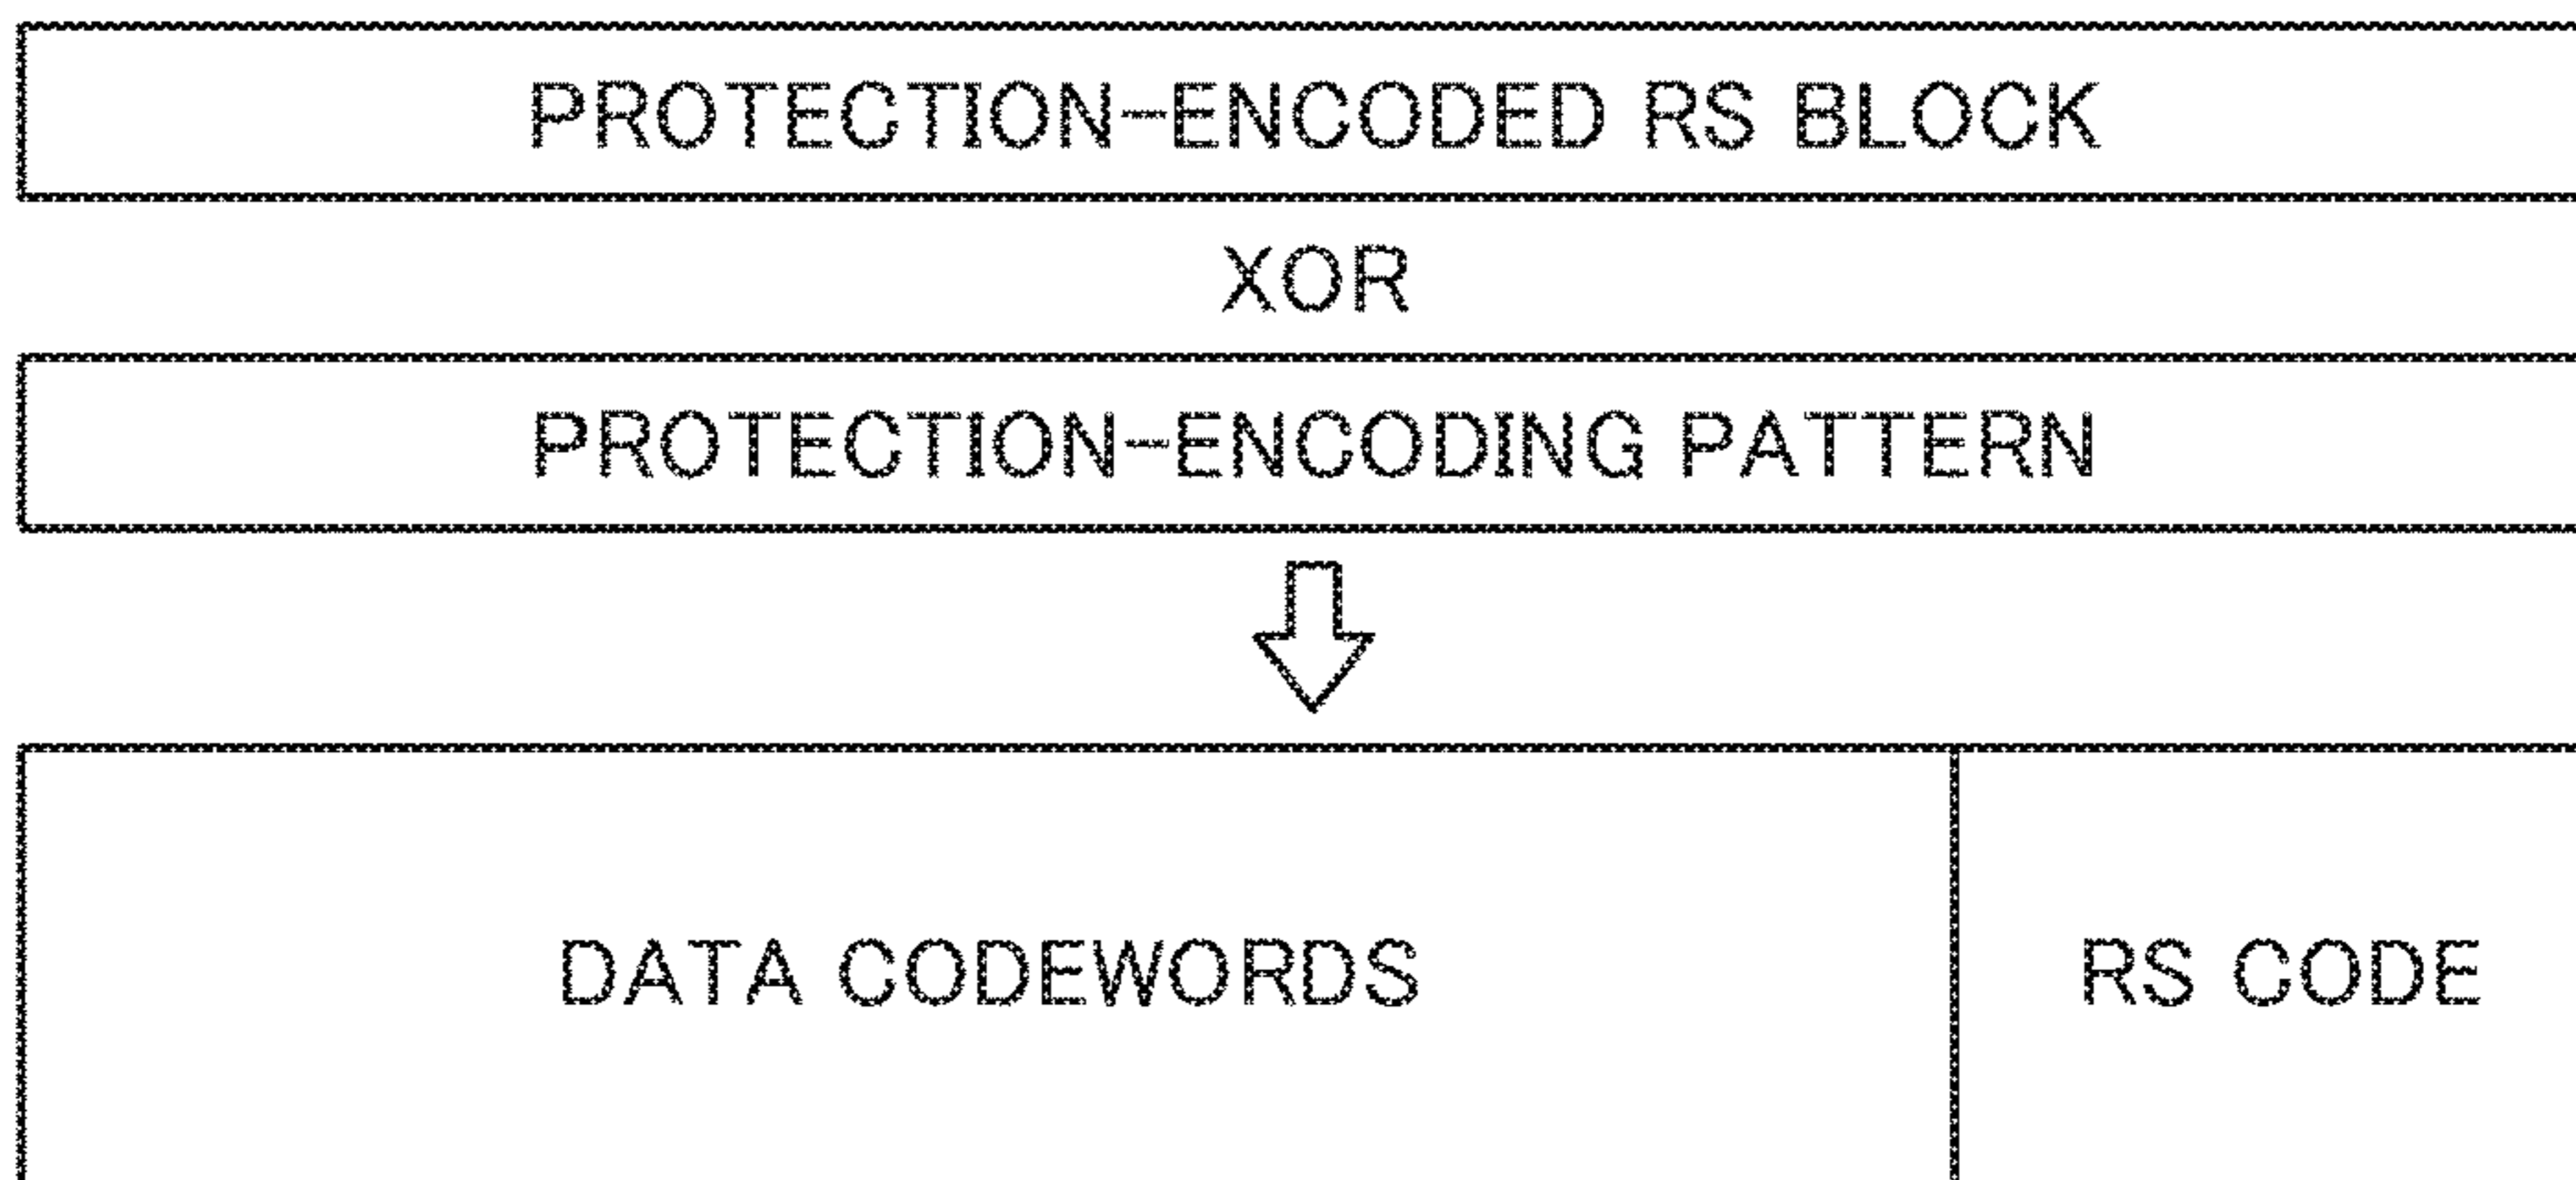 PROTECTION-ENCODED RS BLOCK
XOR
PROTECTION-ENCODING PATTERN
DATA CODEWORDS
RS CODE